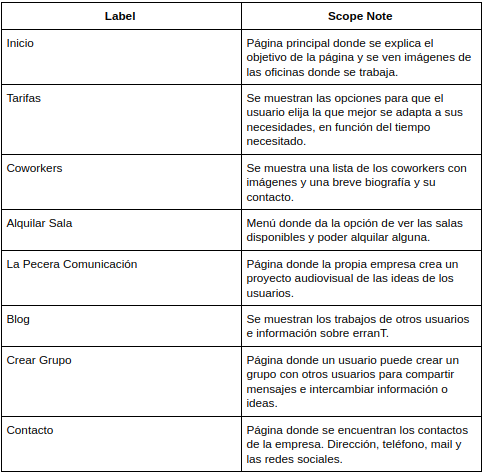 Label
Scope Note
Inicio
Página principal donde se explica el
objetivo de la página y se ven imágenes de
las oficinas donde se trabaja.
Tarifas
Se muestran las opciones para que el
usuario elija la que mejor se adapta a sus
necesidades, en función del tiempo
necesitado.
Coworkers
Se muestra una lista de los coworkers con
imágenes y una breve biografía y su
contacto.
Alquilar Sala
Menú donde da la opción de ver las salas
disponibles y poder alquilar alguna.
La Pecera Comunicación
Página donde la propia empresa crea un
proyecto audiovisual de las ideas de los
usuarios.
Blog
Se muestran los trabajos de otros usuarios
e información sobre erranT.
Crear Grupo
Página donde un usuario puede crear un
grupo con otros usuarios para compartir
mensajes e intercambiar información o
ideas.
Contacto
Página donde se encuentran los contactos
de la empresa. Dirección, teléfono, mail y
las redes sociales.